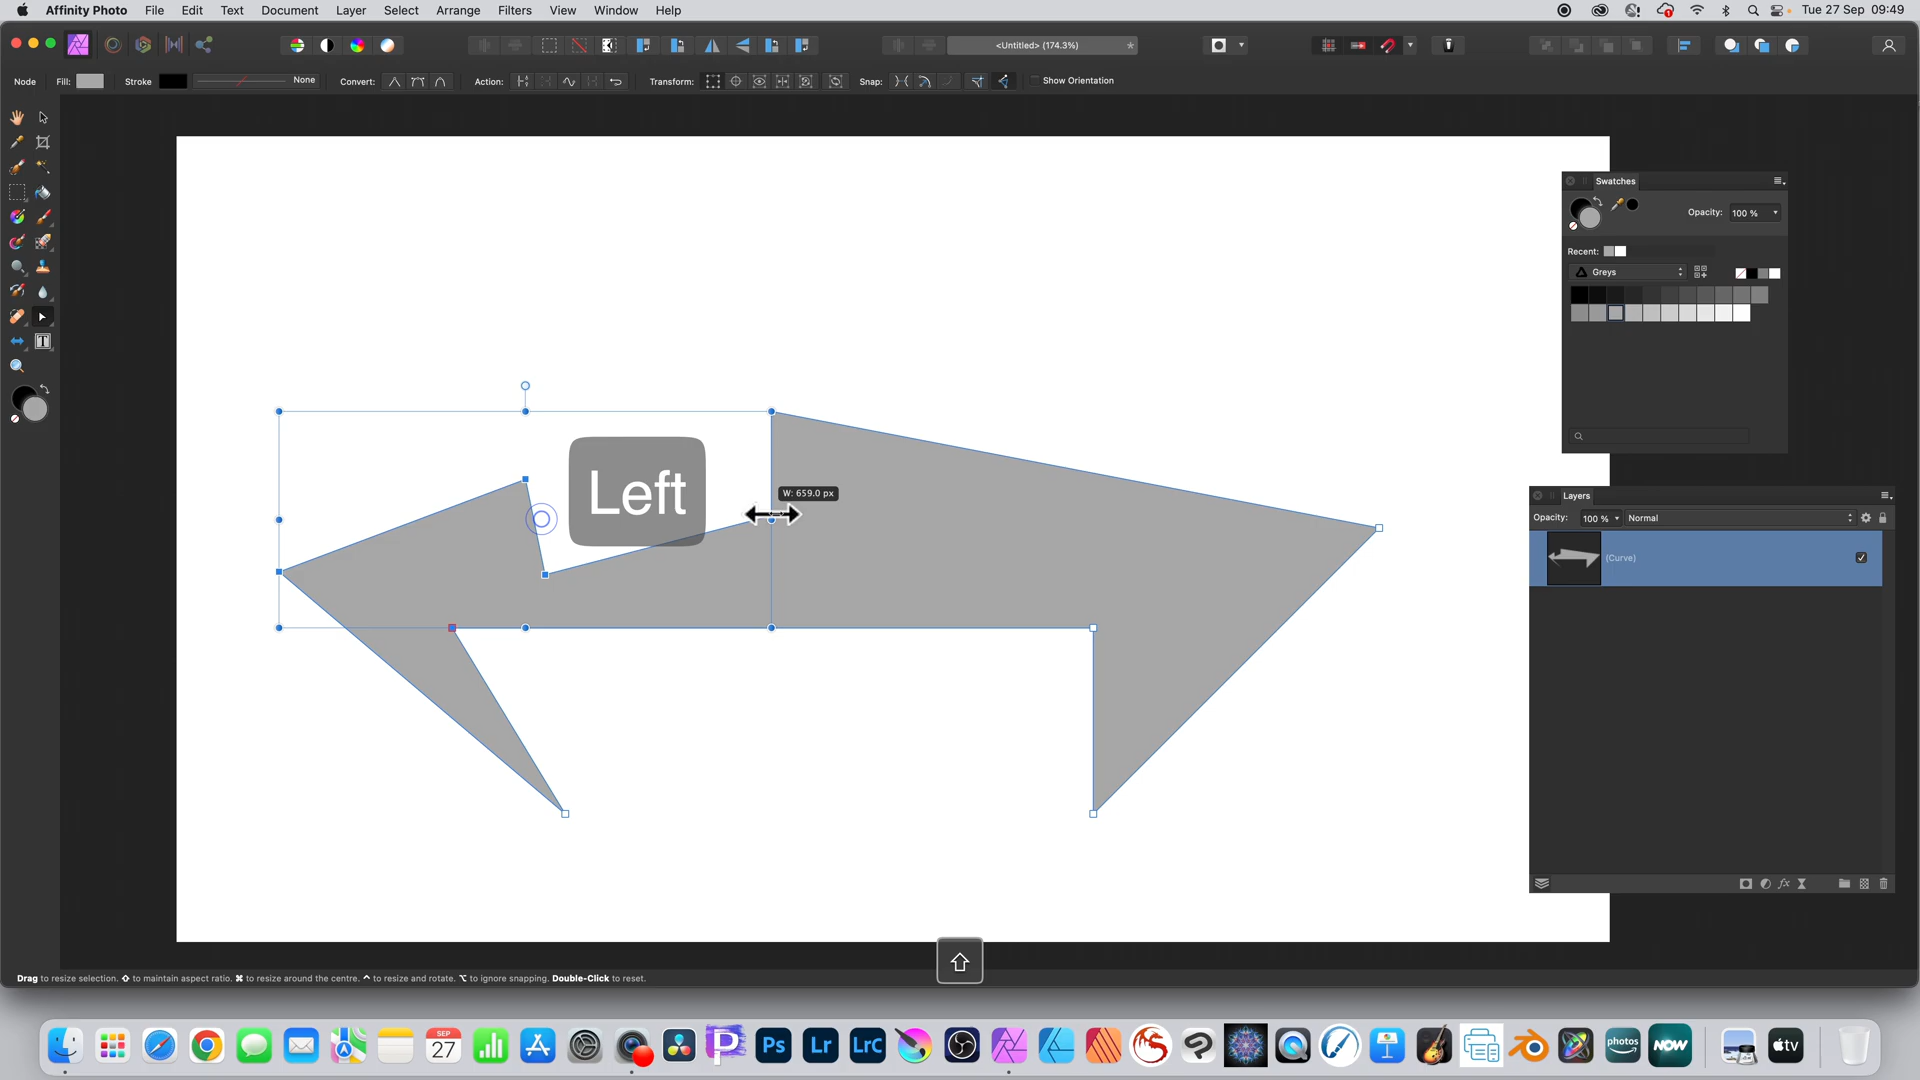 Affinity Photo File Edit Text Document Layer Select Arrange Filters View Window Help Tue 27 Sep 09:49
<Untitled> (174.3%)
Node Fill: Stroke None Convert: Action: Transform: Snap: Show Orientation
Swatches
Opacity: 100 %
Recent:
Greys
Left
W: 659.0 px
Layers
Opacity: 100 % Normal
(Curve)
T
Drag to resize selection. ⇧ to maintain aspect ratio. ⌘ to resize around the centre. ^ to resize and rotate. ⌥ to ignore snapping. Double-Click to reset.
SEP
27
Ps
Lr
LrC
photos
NOW
tv